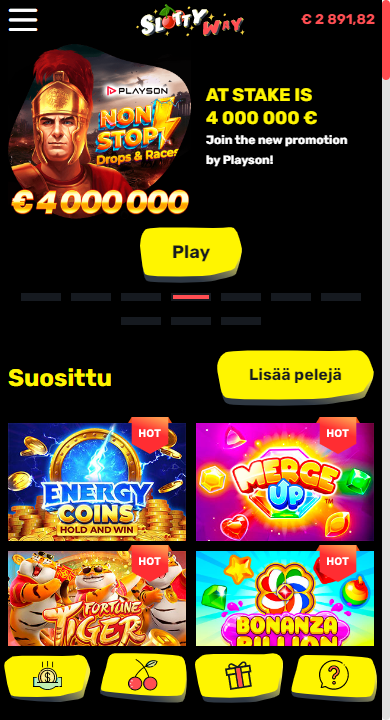 SLOTTY WAY
€ 2 891,82
PLAYSON
NON STOP
Drops & Races
€ 4 000 000
AT STAKE IS
4 000 000 €
Join the new promotion
by Playson!
Play
Suosittu
Lisää pelejä
HOT
HOT
ENERGY
COINS
HOLD AND WIN
MERGE
UP™
HOT
HOT
FORTUNE
TIGER
BONANZA
BILLION